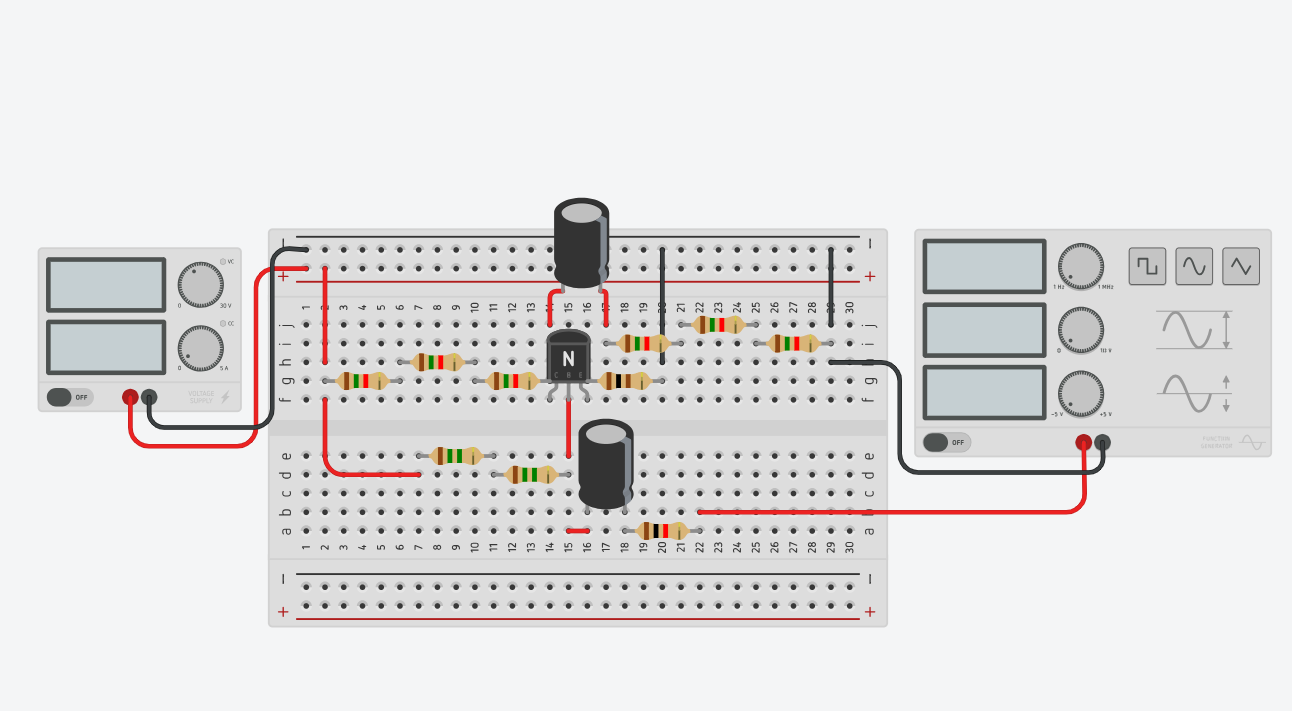 VC
0 30 V
CC
0 5 A
OFF
VOLTAGE
SUPPLY
+ +
1 2 3 4 5 6 7 8 9 10 11 12 13 14 15 16 17 18 19 20 21 22 23 24 25 26 27 28 29 30
j j
i i
h h
g g
f f
N
C B E
e e
d d
c c
b b
a a
1 2 3 4 5 6 7 8 9 10 11 12 13 14 15 16 17 18 19 20 21 22 23 24 25 26 27 28 29 30
+ +
1 Hz 1 MHz
0 10 V
-5 V +5 V
OFF
FUNCTION
GENERATOR